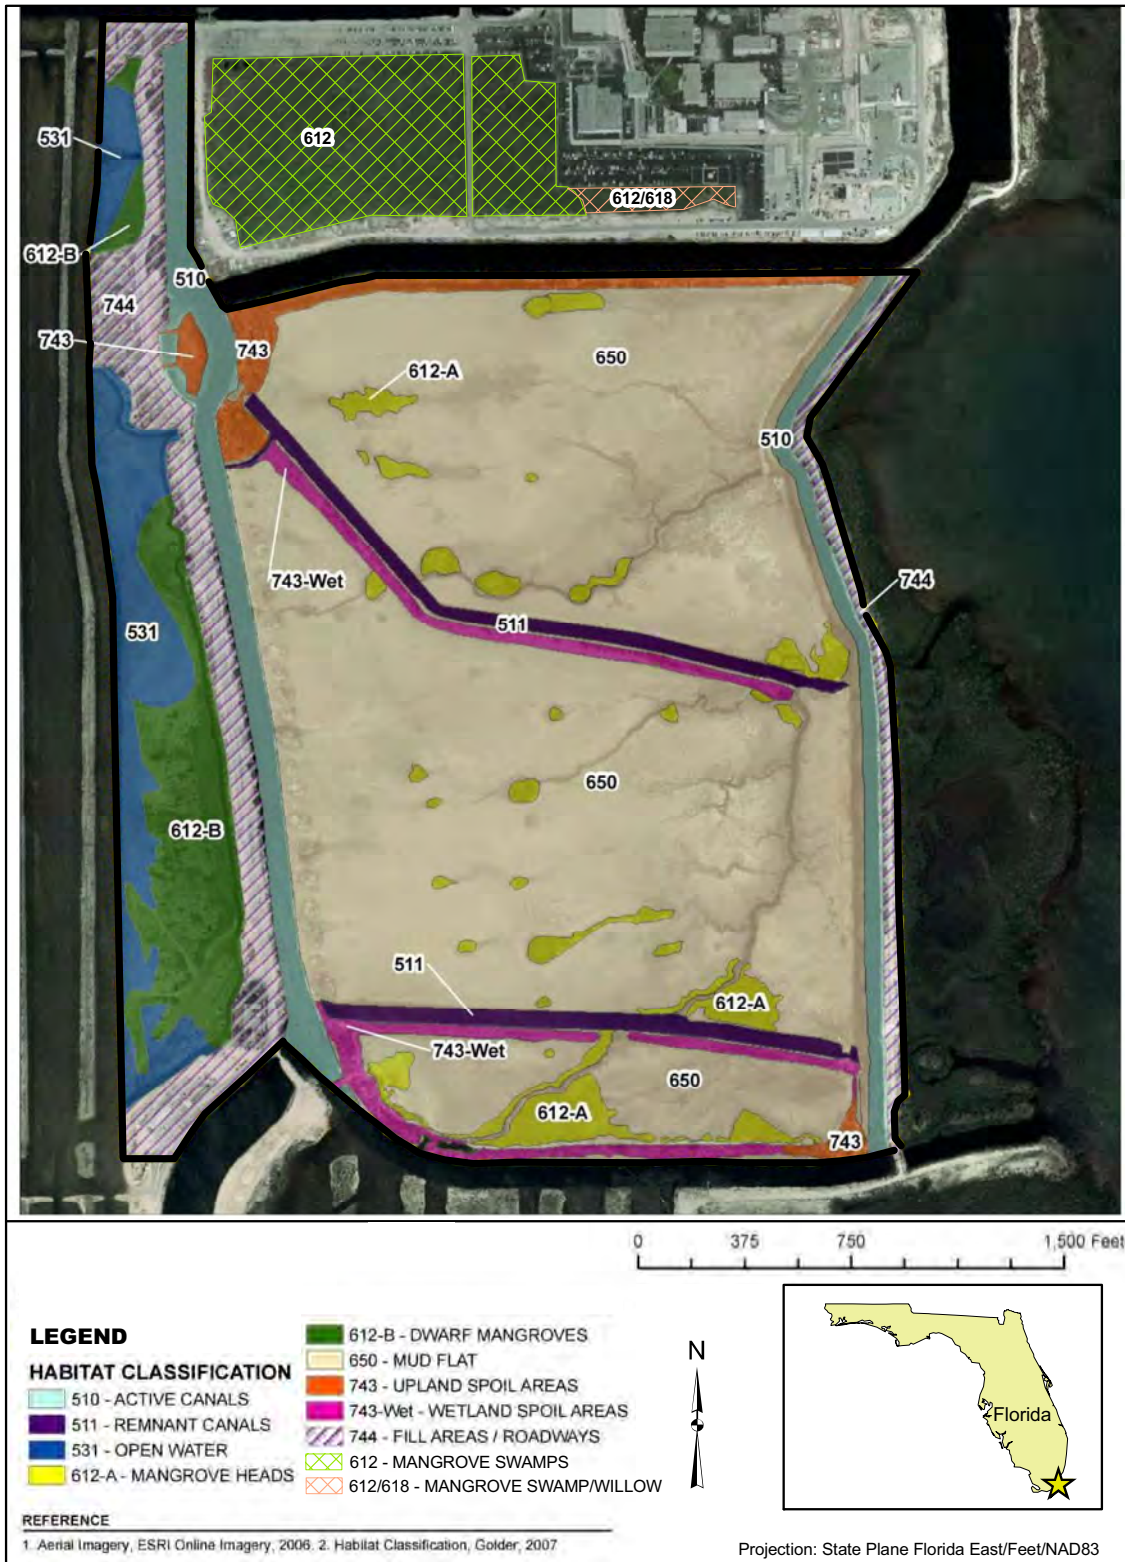 612
531
612/618
612-B
510
744
743
743
650
612-A
510
743-Wet
744
511
531
650
612-B
511
612-A
743-Wet
650
612-A
743
0 375 750 1,500 Feet
LEGEND
HABITAT CLASSIFICATION
510 - ACTIVE CANALS
511 - REMNANT CANALS
531 - OPEN WATER
612-A - MANGROVE HEADS
612-B - DWARF MANGROVES
650 - MUD FLAT
743 - UPLAND SPOIL AREAS
743-Wet - WETLAND SPOIL AREAS
744 - FILL AREAS / ROADWAYS
612 - MANGROVE SWAMPS
612/618 - MANGROVE SWAMP/WILLOW
N
Florida
REFERENCE
1. Aerial Imagery, ESRI Online Imagery, 2006. 2. Habitat Classification, Golder, 2007
Projection: State Plane Florida East/Feet/NAD83